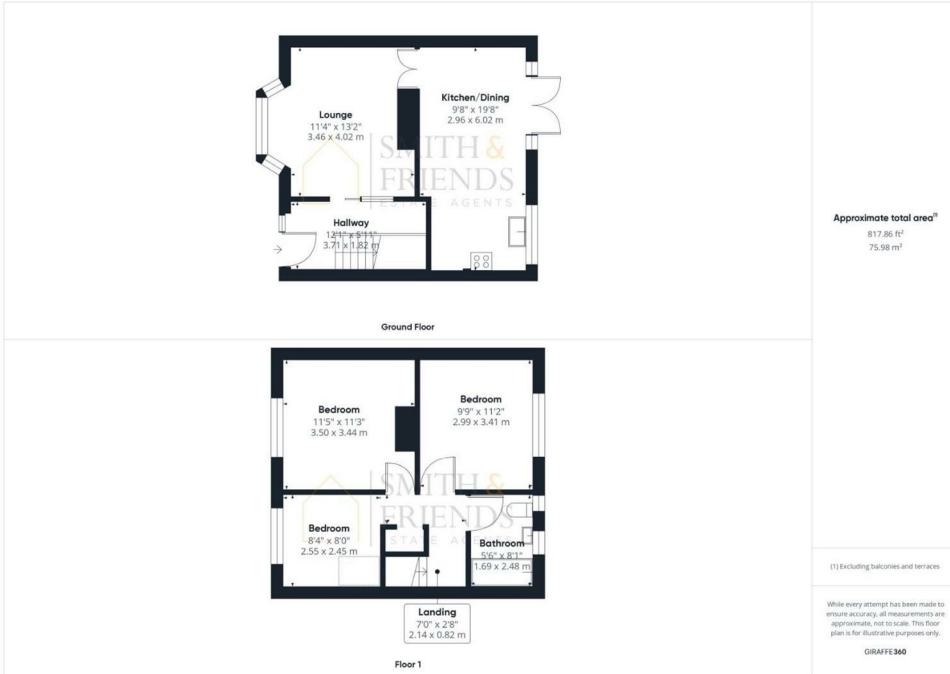 Lounge
11'4" x 13'2"
3.46 x 4.02 m
Kitchen/Dining
9'8" x 19'8"
2.96 x 6.02 m
SMITH &
FRIENDS
ESTATE AGENTS
Hallway
12'1" x 5'11"
3.71 x 1.82 m
Ground Floor
Approximate total area(1)
817.86 ft²
75.98 m²
Bedroom
11'5" x 11'3"
3.50 x 3.44 m
Bedroom
9'9" x 11'2"
2.99 x 3.41 m
SMITH &
FRIENDS
ESTATE AGENTS
Bedroom
8'4" x 8'0"
2.55 x 2.45 m
Bathroom
5'6" x 8'1"
1.69 x 2.48 m
Landing
7'0" x 2'8"
2.14 x 0.82 m
Floor 1
(1) Excluding balconies and terraces
While every attempt has been made to
ensure accuracy, all measurements are
approximate, not to scale. This floor
plan is for illustrative purposes only.
GIRAFFE360